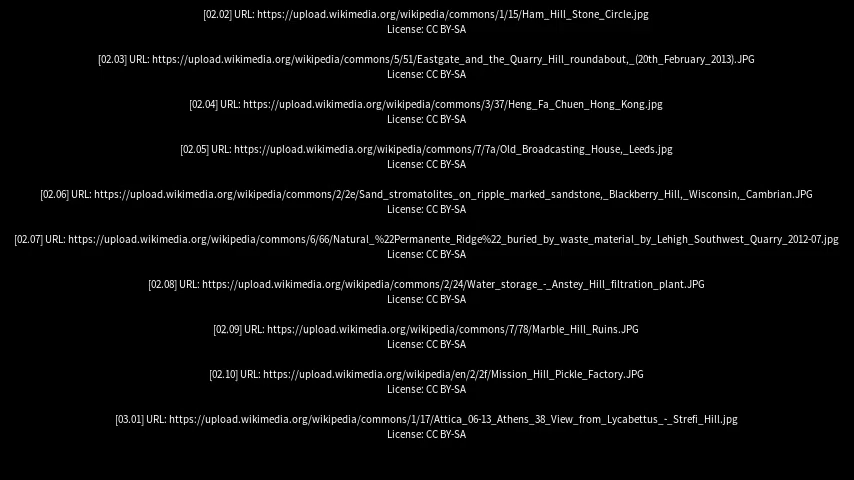 [02.02] URL: https://upload.wikimedia.org/wikipedia/commons/1/15/Ham_Hill_Stone_Circle.jpg
License: CC BY-SA
[02.03] URL: https://upload.wikimedia.org/wikipedia/commons/5/51/Eastgate_and_the_Quarry_Hill_roundabout,_(20th_February_2013).JPG
License: CC BY-SA
[02.04] URL: https://upload.wikimedia.org/wikipedia/commons/3/37/Heng_Fa_Chuen_Hong_Kong.jpg
License: CC BY-SA
[02.05] URL: https://upload.wikimedia.org/wikipedia/commons/7/7a/Old_Broadcasting_House,_Leeds.jpg
License: CC BY-SA
[02.06] URL: https://upload.wikimedia.org/wikipedia/commons/2/2e/Sand_stromatolites_on_ripple_marked_sandstone,_Blackberry_Hill,_Wisconsin,_Cambrian.JPG
License: CC BY-SA
[02.07] URL: https://upload.wikimedia.org/wikipedia/commons/6/66/Natural_%22Permanente_Ridge%22_buried_by_waste_material_by_Lehigh_Southwest_Quarry_2012-07.jpg
License: CC BY-SA
[02.08] URL: https://upload.wikimedia.org/wikipedia/commons/2/24/Water_storage_-_Anstey_Hill_filtration_plant.JPG
License: CC BY-SA
[02.09] URL: https://upload.wikimedia.org/wikipedia/commons/7/78/Marble_Hill_Ruins.JPG
License: CC BY-SA
[02.10] URL: https://upload.wikimedia.org/wikipedia/en/2/2f/Mission_Hill_Pickle_Factory.JPG
License: CC BY-SA
[03.01] URL: https://upload.wikimedia.org/wikipedia/commons/1/17/Attica_06-13_Athens_38_View_from_Lycabettus_-_Strefi_Hill.jpg
License: CC BY-SA